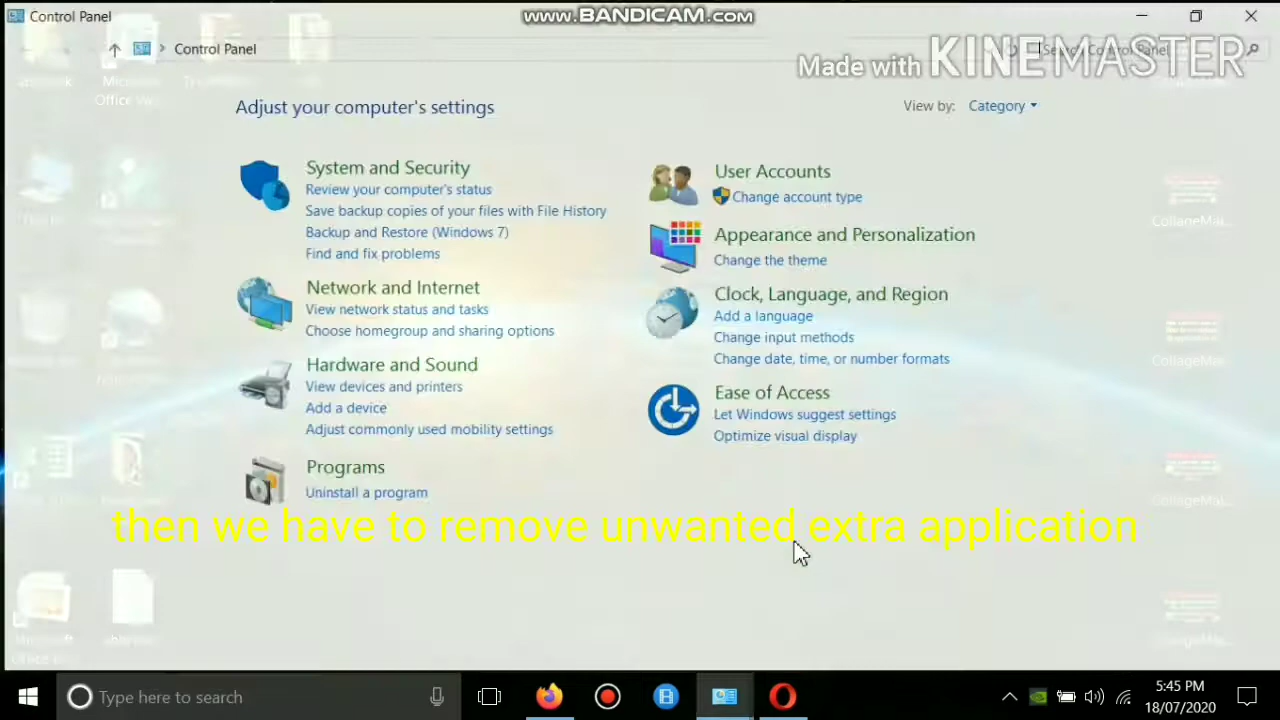 Control Panel
www.BANDICAM.com
Control Panel
Search Control Panel
Made with KINEMASTER
Adjust your computer's settings
View by: Category
System and Security
Review your computer's status
Save backup copies of your files with File History
Backup and Restore (Windows 7)
Find and fix problems
Network and Internet
View network status and tasks
Choose homegroup and sharing options
Hardware and Sound
View devices and printers
Add a device
Adjust commonly used mobility settings
Programs
Uninstall a program
User Accounts
Change account type
Appearance and Personalization
Change the theme
Clock, Language, and Region
Add a language
Change input methods
Change date, time, or number formats
Ease of Access
Let Windows suggest settings
Optimize visual display
CollageMai...
CollageMai...
CollageMai...
then we have to remove unwanted extra application
Type here to search
5:45 PM
18/07/2020